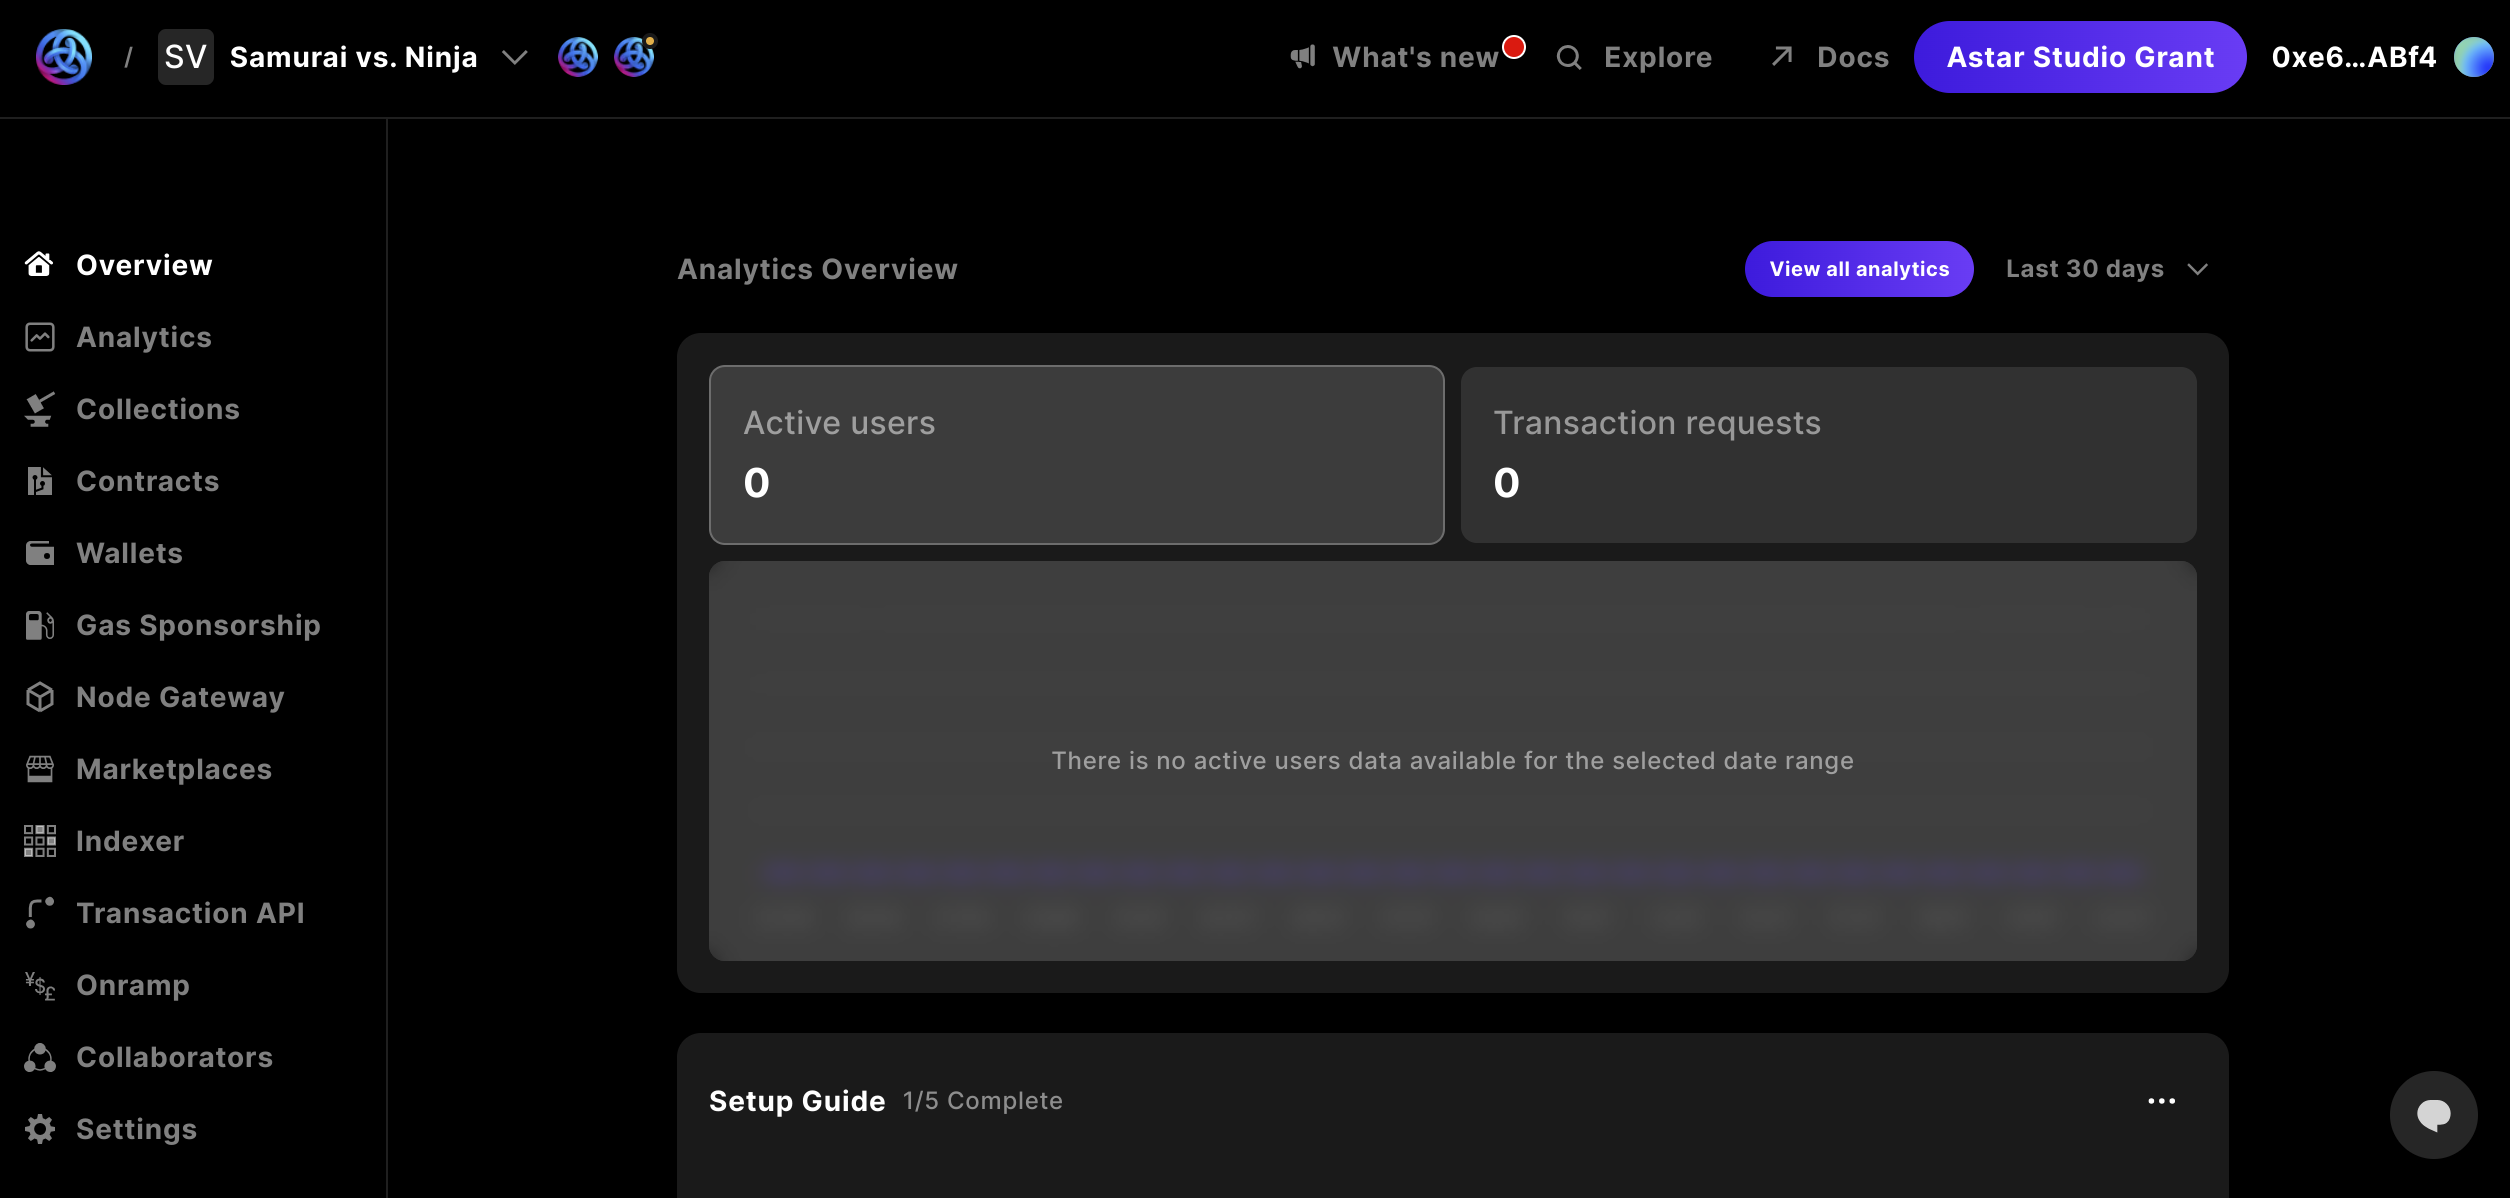 / SV Samurai vs. Ninja
What's new
Explore
Docs
Astar Studio Grant
0xe6...ABf4
Overview
Analytics
Collections
Contracts
Wallets
Gas Sponsorship
Node Gateway
Marketplaces
Indexer
Transaction API
Onramp
Collaborators
Settings
Analytics Overview
View all analytics
Last 30 days
Active users
0
Transaction requests
0
There is no active users data available for the selected date range
Setup Guide 1/5 Complete